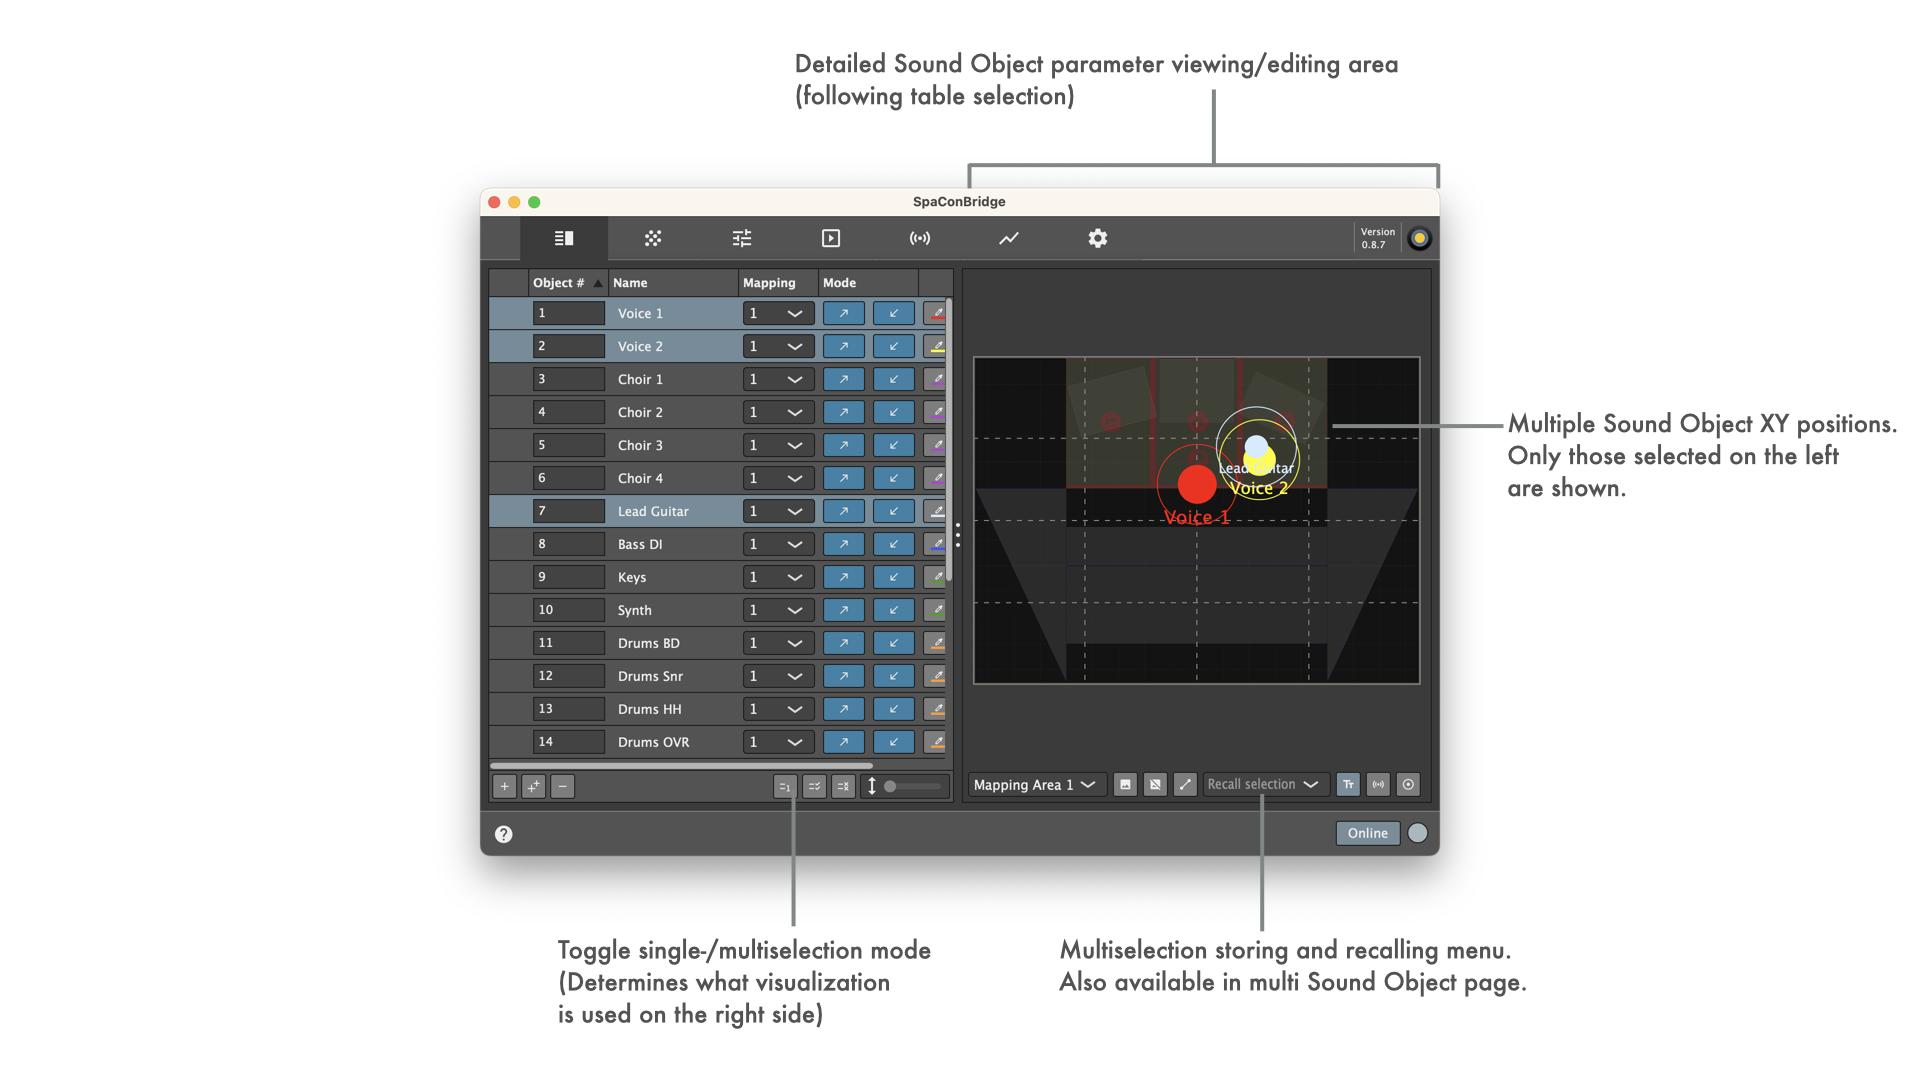 Detailed Sound Object parameter viewing/editing area
(following table selection)
SpaConBridge
Version
0.8.7
Object # Name Mapping Mode
1 Voice 1 1
2 Voice 2 1
3 Choir 1 1
4 Choir 2 1
5 Choir 3 1
6 Choir 4 1
7 Lead Guitar 1
8 Bass DI 1
9 Keys 1
10 Synth 1
11 Drums BD 1
12 Drums Snr 1
13 Drums HH 1
14 Drums OVR 1
Lead Guitar
Voice 2
Voice 1
Multiple Sound Object XY positions.
Only those selected on the left
are shown.
Mapping Area 1
Recall selection
Tr
Online
Toggle single-/multiselection mode
(Determines what visualization
is used on the right side)
Multiselection storing and recalling menu.
Also available in multi Sound Object page.